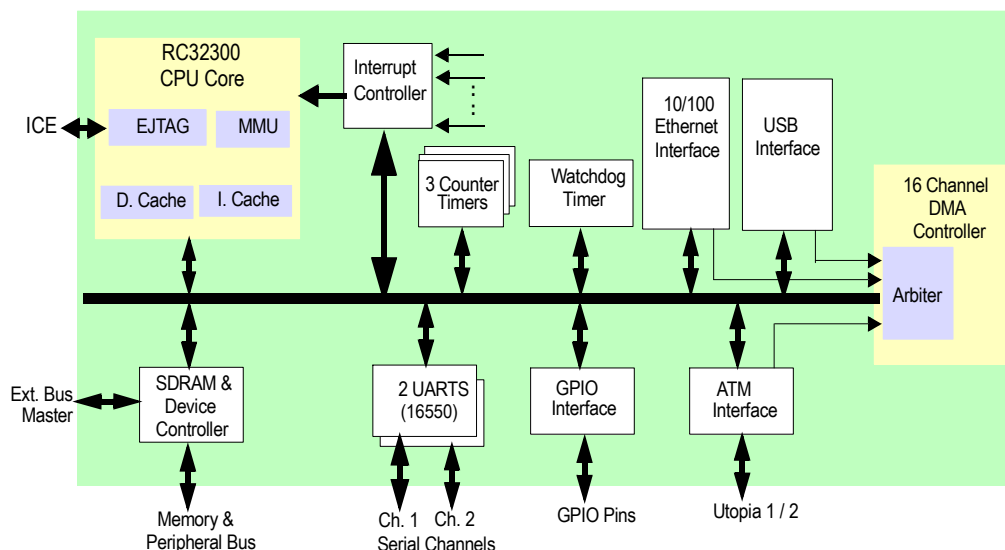 RC32300
CPU Core
EJTAG
MMU
D. Cache
I. Cache
ICE
Interrupt
Controller
3 Counter
Timers
Watchdog
Timer
10/100
Ethernet
Interface
USB
Interface
16 Channel
DMA
Controller
Arbiter
Ext. Bus
Master
SDRAM &
Device
Controller
2 UARTS
(16550)
GPIO
Interface
ATM
Interface
Memory &
Peripheral Bus
Ch. 1
Ch. 2
Serial Channels
GPIO Pins
Utopia 1 / 2